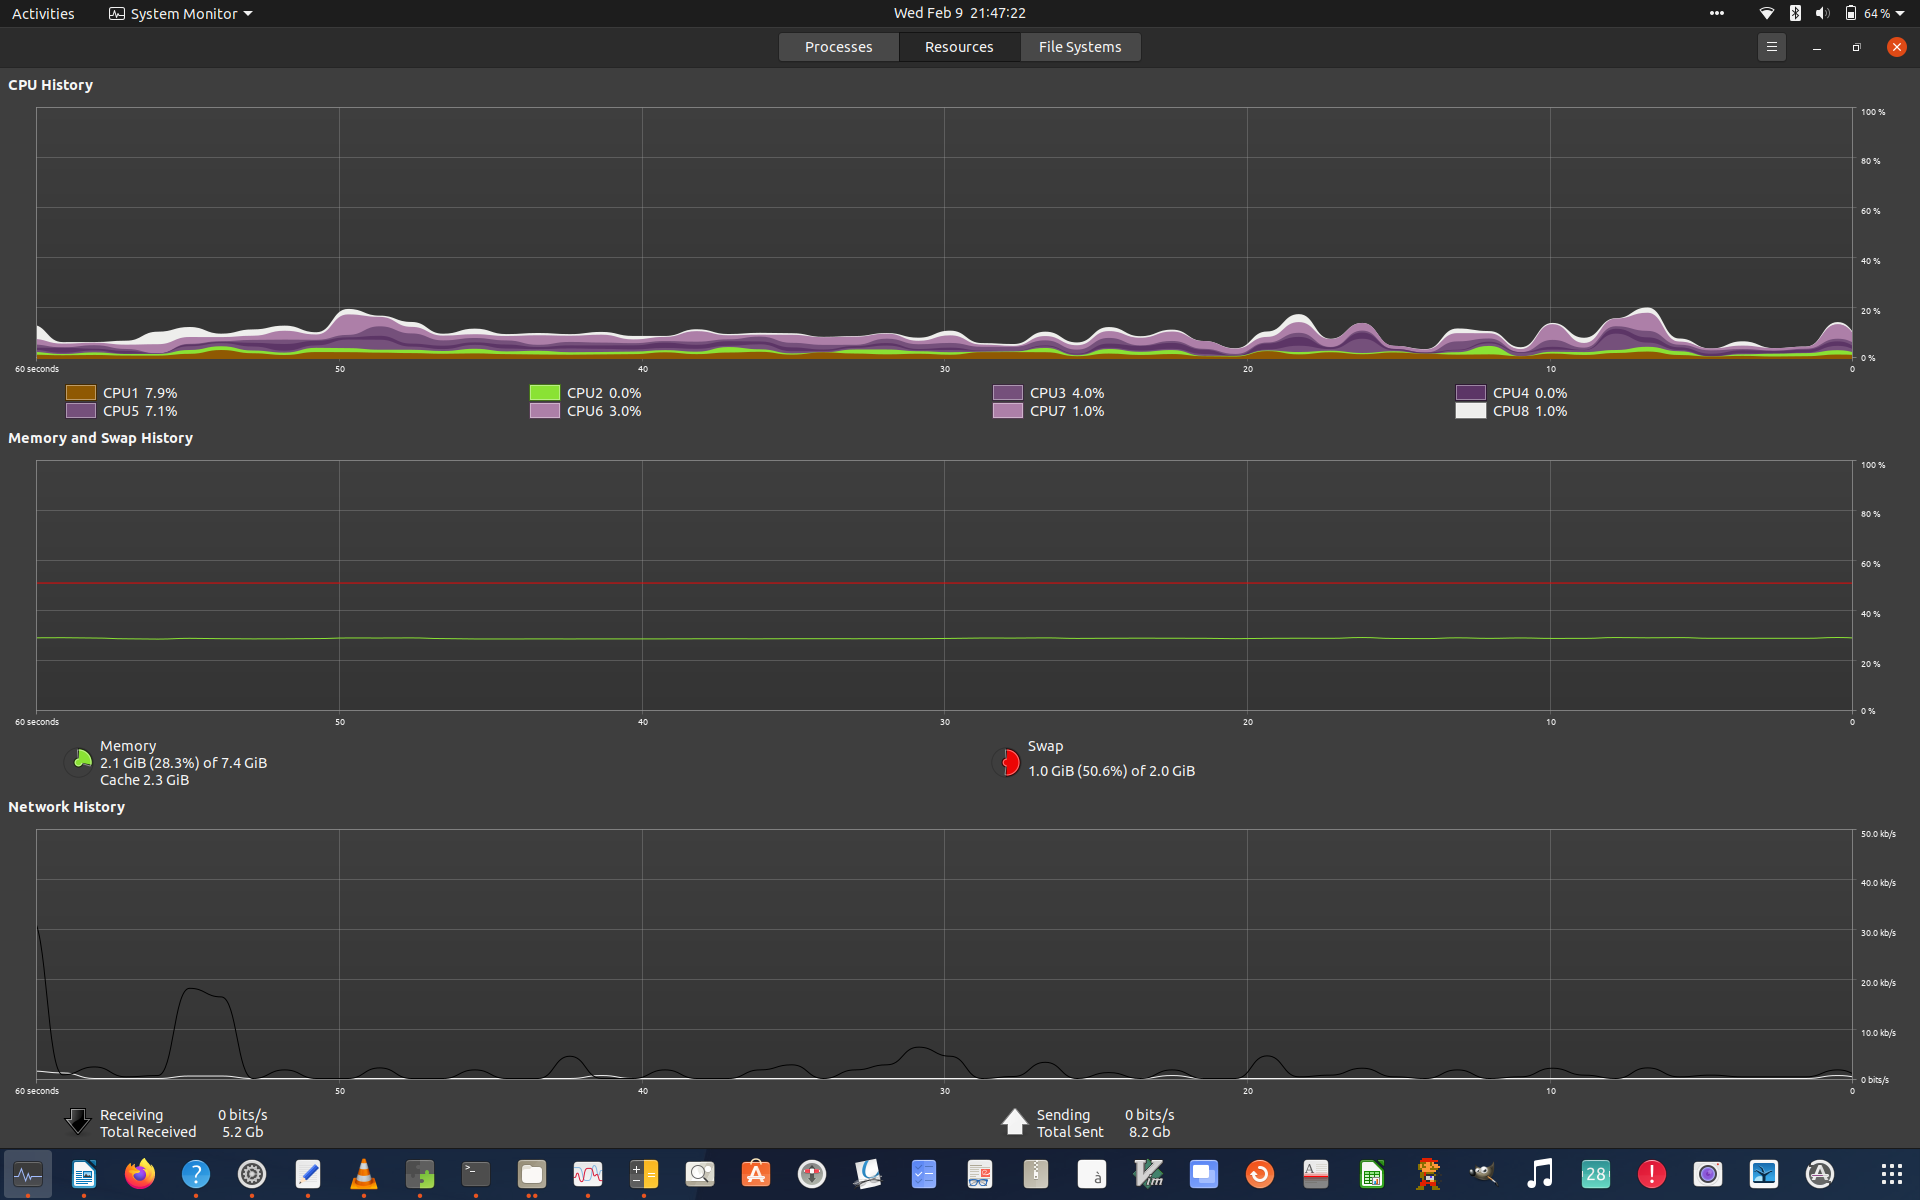 Activities System Monitor Wed Feb 9 21:47:22 64 %
Processes Resources File Systems
CPU History
100 %
80 %
60 %
40 %
20 %
0 %
60 seconds 50 40 30 20 10 0
CPU1 7.9% CPU2 0.0% CPU3 4.0% CPU4 0.0%
CPU5 7.1% CPU6 3.0% CPU7 1.0% CPU8 1.0%
Memory and Swap History
100 %
80 %
60 %
40 %
20 %
0 %
60 seconds 50 40 30 20 10 0
Memory
2.1 GiB (28.3%) of 7.4 GiB
Cache 2.3 GiB
Swap
1.0 GiB (50.6%) of 2.0 GiB
Network History
50.0 kb/s
40.0 kb/s
30.0 kb/s
20.0 kb/s
10.0 kb/s
0 bits/s
60 seconds 50 40 30 20 10 0
Receiving 0 bits/s
Total Received 5.2 Gb
Sending 0 bits/s
Total Sent 8.2 Gb
? >_ à Vim A 28 !